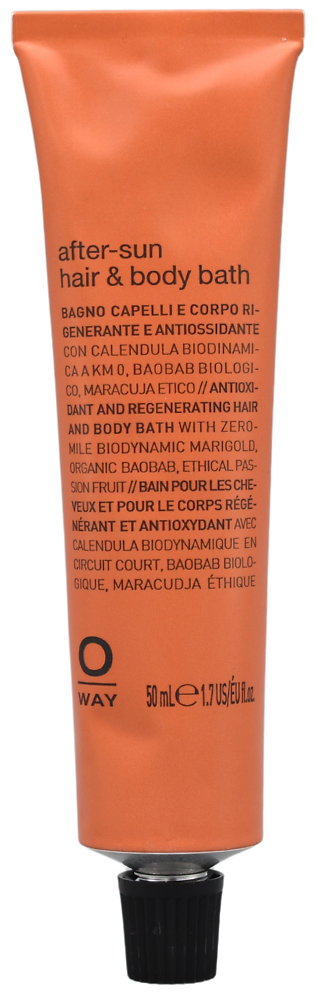 after-sun
hair & body bath
BAGNO CAPELLI E CORPO RI-
GENERANTE E ANTIOSSIDANTE
CON CALENDULA BIODINAMI-
CA A KM 0, BAOBAB BIOLOGI-
CO, MARACUJA ETICO // ANTIOXI-
DANT AND REGENERATING HAIR
AND BODY BATH WITH ZERO-
MILE BIODYNAMIC MARIGOLD,
ORGANIC BAOBAB, ETHICAL PAS-
SION FRUIT // BAIN POUR LES CHE-
VEUX ET POUR LE CORPS RÉGÉ-
NÉRANT ET ANTIOXYDANT AVEC
CALENDULA BIODYNAMIQUE EN
CIRCUIT COURT, BAOBAB BIOLO-
GIQUE, MARACUDJA ÉTHIQUE
O
WAY
50 mL ℮ 1.7 US/ÉU fl.oz.